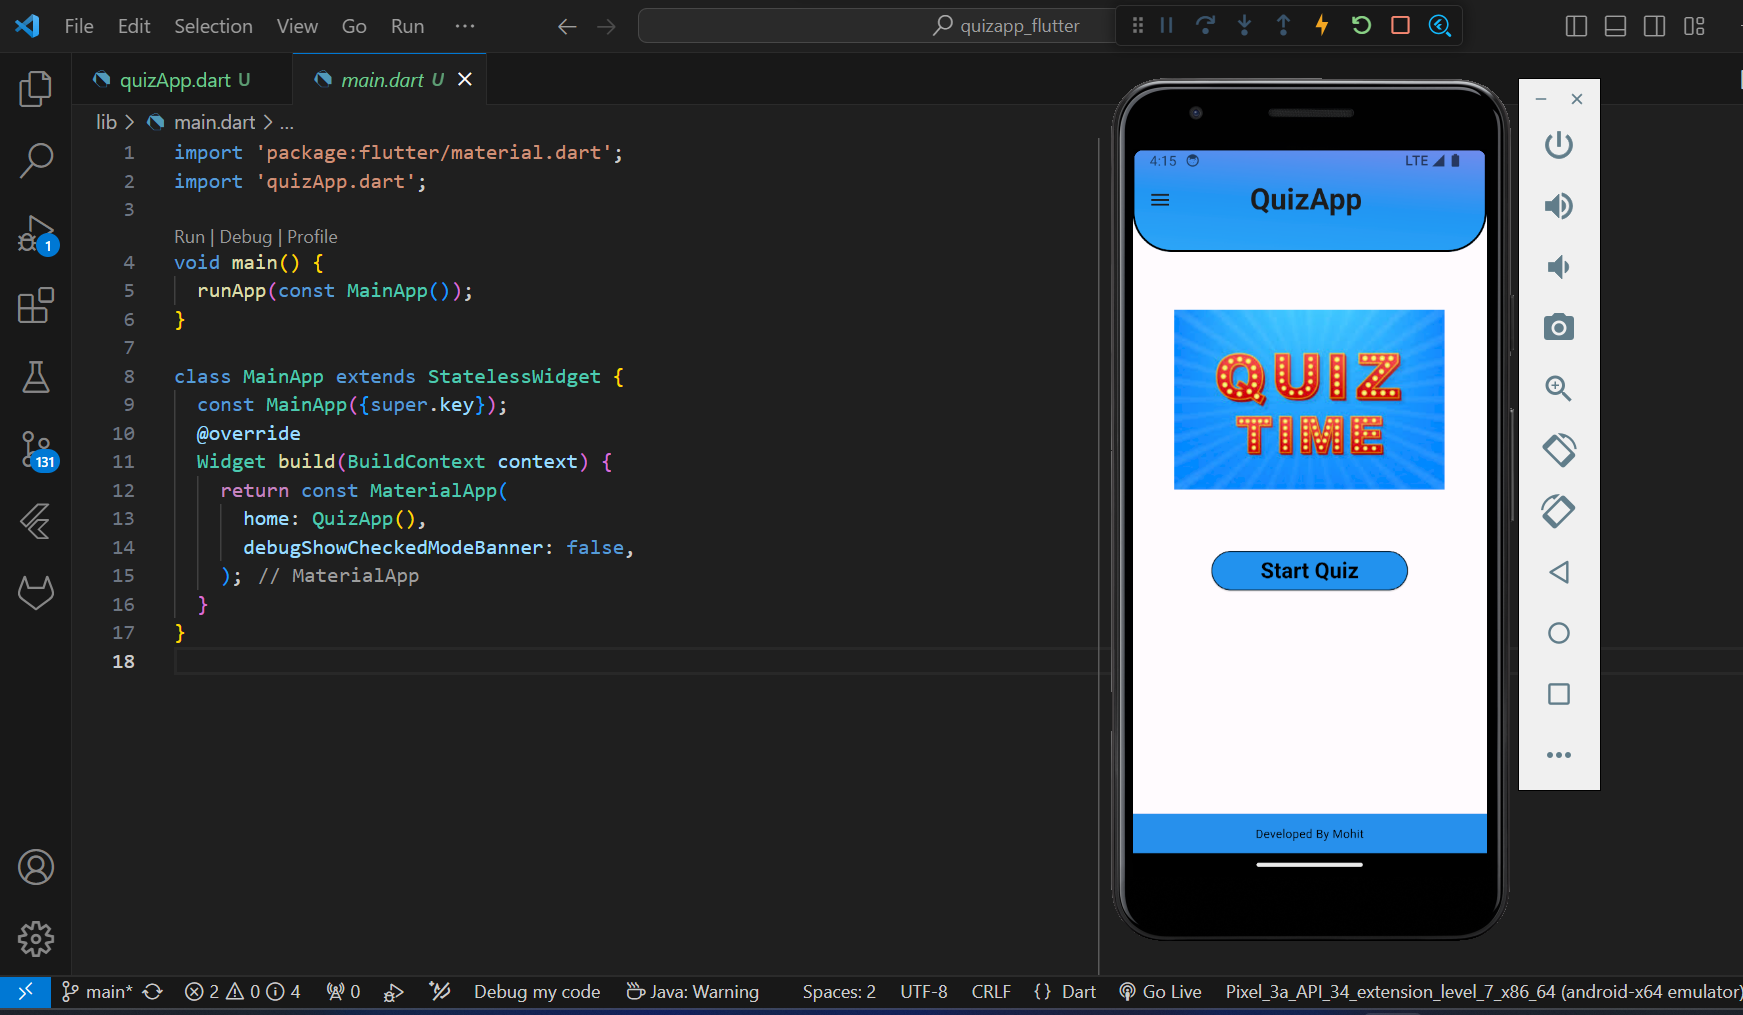 File Edit Selection View Go Run ...
quizapp_flutter
quizApp.dart U
main.dart U
lib > main.dart > ...
1 import 'package:flutter/material.dart';
2 import 'quizApp.dart';
3
Run | Debug | Profile
4 void main() {
5 runApp(const MainApp());
6 }
7
8 class MainApp extends StatelessWidget {
9 const MainApp({super.key});
10 @override
11 Widget build(BuildContext context) {
12 return const MaterialApp(
13 home: QuizApp(),
14 debugShowCheckedModeBanner: false,
15 ); // MaterialApp
16 }
17 }
18
1
131
4:15 LTE
QuizApp
QUIZ
TIME
Start Quiz
Developed By Mohit
main* 2 0 4 0 Debug my code Java: Warning Spaces: 2 UTF-8 CRLF {} Dart Go Live Pixel_3a_API_34_extension_level_7_x86_64 (android-x64 emulator)